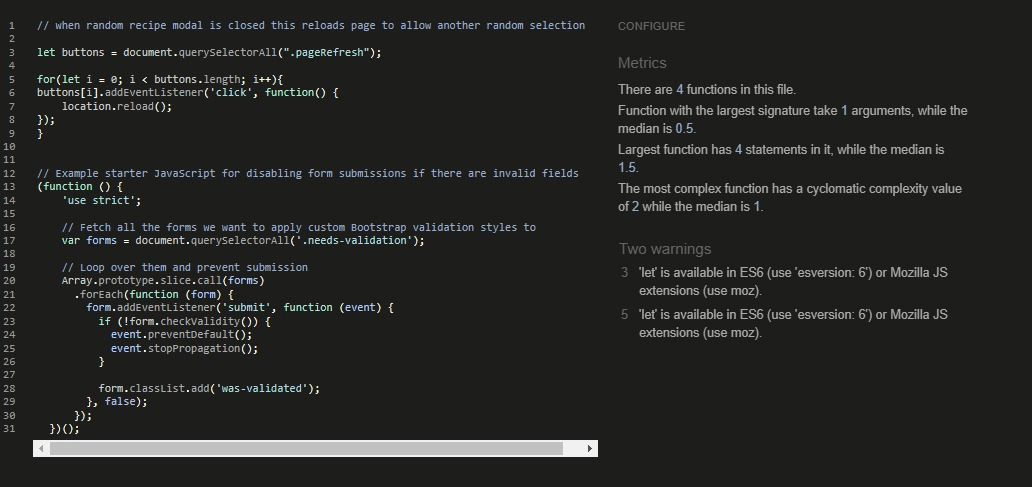 1 // when random recipe modal is closed this reloads page to allow another random selection
2
3 let buttons = document.querySelectorAll(".pageRefresh");
4
5 for(let i = 0; i < buttons.length; i++){
6 buttons[i].addEventListener('click', function() {
7     location.reload();
8 });
9 }
10
11
12 // Example starter JavaScript for disabling form submissions if there are invalid fields
13 (function () {
14     'use strict';
15
16     // Fetch all the forms we want to apply custom Bootstrap validation styles to
17     var forms = document.querySelectorAll('.needs-validation');
18
19     // Loop over them and prevent submission
20     Array.prototype.slice.call(forms)
21       .forEach(function (form) {
22         form.addEventListener('submit', function (event) {
23           if (!form.checkValidity()) {
24             event.preventDefault();
25             event.stopPropagation();
26           }
27
28           form.classList.add('was-validated');
29         }, false);
30       });
31   })();
CONFIGURE
Metrics
There are 4 functions in this file.
Function with the largest signature take 1 arguments, while the
median is 0.5.
Largest function has 4 statements in it, while the median is
1.5.
The most complex function has a cyclomatic complexity value
of 2 while the median is 1.
Two warnings
3 'let' is available in ES6 (use 'esversion: 6') or Mozilla JS
extensions (use moz).
5 'let' is available in ES6 (use 'esversion: 6') or Mozilla JS
extensions (use moz).